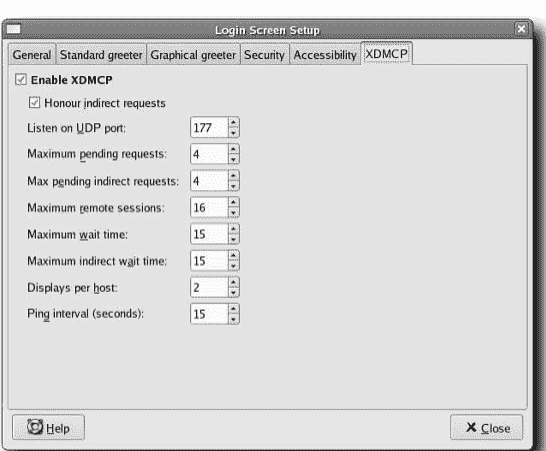 Login Screen Setup
General Standard greeter Graphical greeter Security Accessibility XDMCP
Enable XDMCP
Honour indirect requests
Listen on UDP port: 177
Maximum pending requests: 4
Max pending indirect requests: 4
Maximum remote sessions: 16
Maximum wait time: 15
Maximum indirect wait time: 15
Displays per host: 2
Ping interval (seconds): 15
Help Close